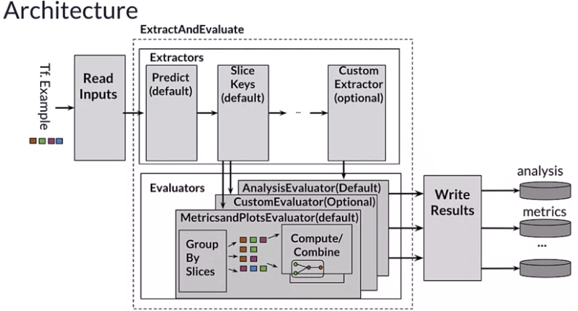 Architecture
ExtractAndEvaluate
Extractors
Tf.Example
Read
Inputs
Predict
(default)
Slice
Keys
(default)
...
Custom
Extractor
(optional)
Evaluators
AnalysisEvaluator(Default)
CustomEvaluator(Optional)
MetricsandPlotsEvaluator(default)
Group
By
Slices
Compute/
Combine
Write
Results
analysis
metrics
...